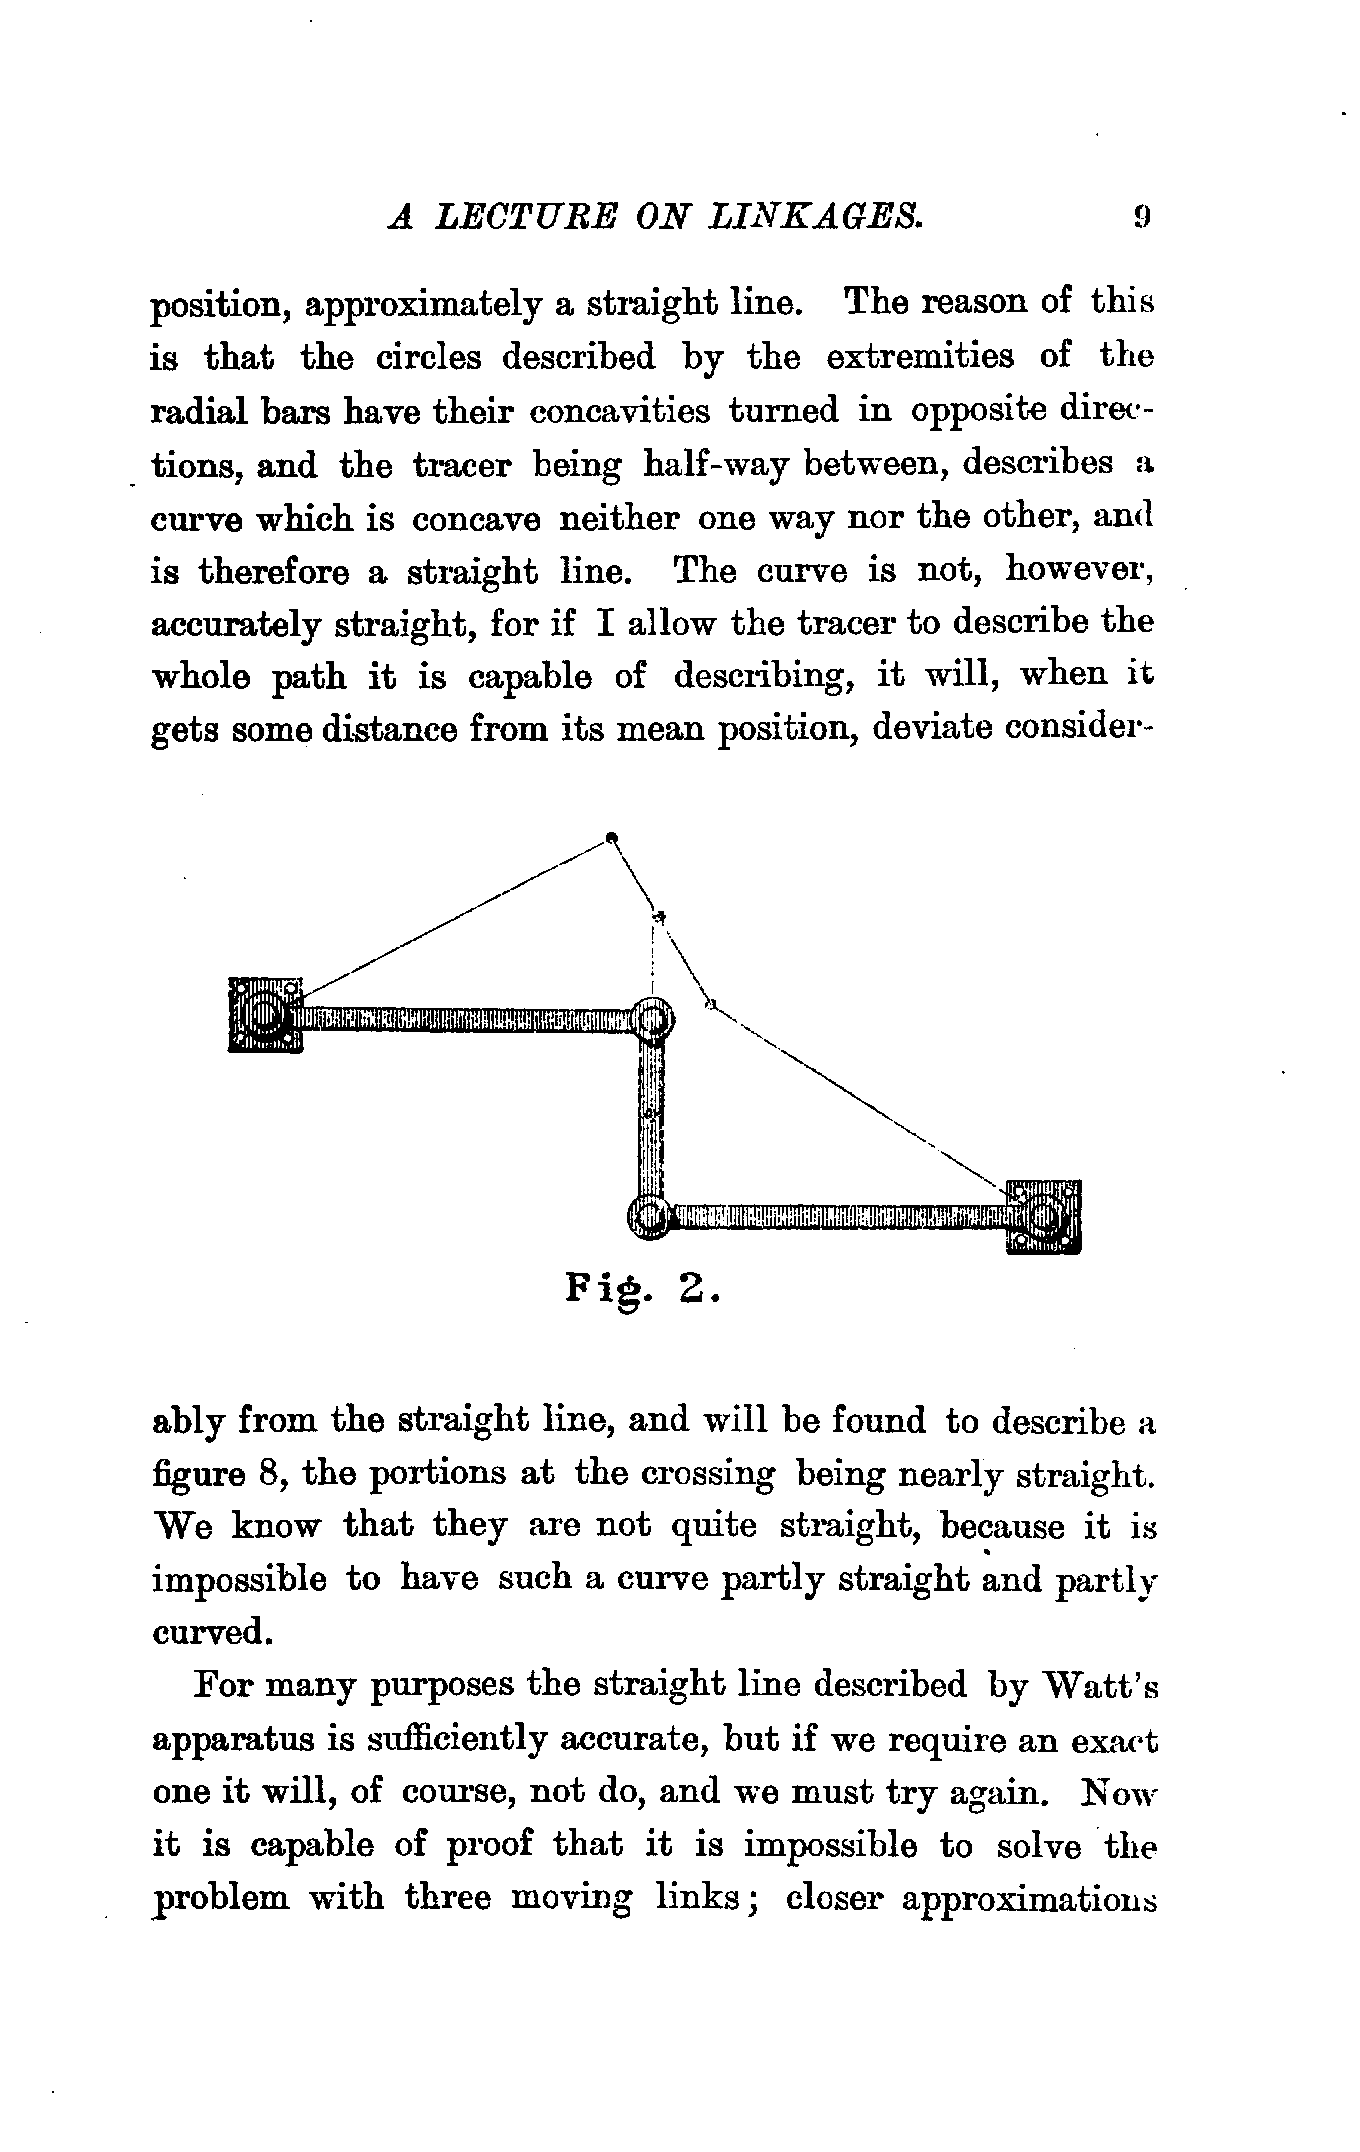 A LECTURE ON LINKAGES. 9
position, approximately a straight line. The reason of this
is that the circles described by the extremities of the
radial bars have their concavities turned in opposite direc-
tions, and the tracer being half-way between, describes a
curve which is concave neither one way nor the other, and
is therefore a straight line. The curve is not, however,
accurately straight, for if I allow the tracer to describe the
whole path it is capable of describing, it will, when it
gets some distance from its mean position, deviate consider-
Fig. 2.
ably from the straight line, and will be found to describe a
figure 8, the portions at the crossing being nearly straight.
We know that they are not quite straight, because it is
impossible to have such a curve partly straight and partly
curved.
For many purposes the straight line described by Watt's
apparatus is sufficiently accurate, but if we require an exact
one it will, of course, not do, and we must try again. Now
it is capable of proof that it is impossible to solve the
problem with three moving links; closer approximations